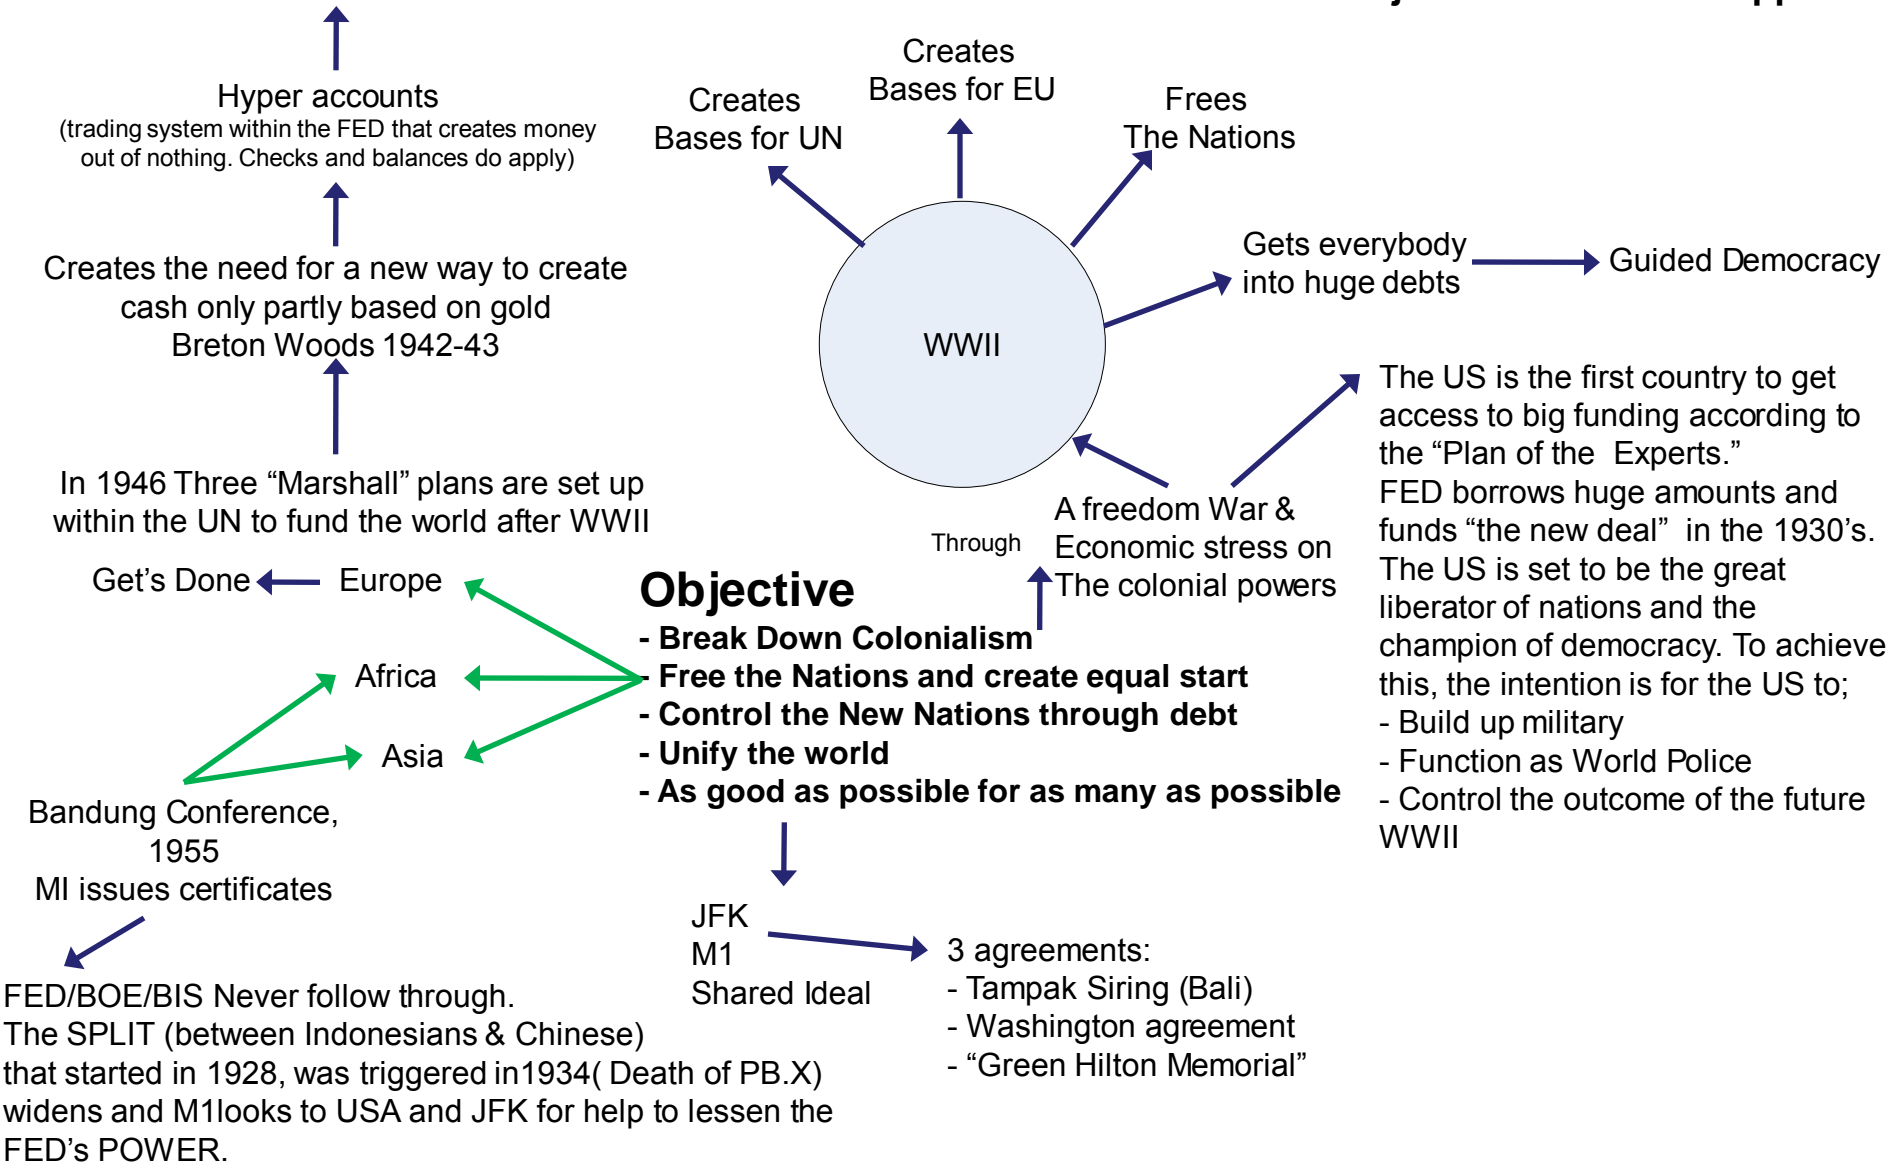 Hyper accounts
(trading system within the FED that creates money
out of nothing. Checks and balances do apply)
Creates the need for a new way to create
cash only partly based on gold
Breton Woods 1942-43
In 1946 Three “Marshall” plans are set up
within the UN to fund the world after WWII
Get’s Done
Europe
Africa
Asia
Bandung Conference,
1955
MI issues certificates
FED/BOE/BIS Never follow through.
The SPLIT (between Indonesians & Chinese)
that started in 1928, was triggered in1934( Death of PB.X)
widens and M1looks to USA and JFK for help to lessen the
FED’s POWER.
Creates
Bases for UN
Creates
Bases for EU
Frees
The Nations
Gets everybody
into huge debts
Guided Democracy
WWII
Through
A freedom War &
Economic stress on
The colonial powers
Objective
- Break Down Colonialism
- Free the Nations and create equal start
- Control the New Nations through debt
- Unify the world
- As good as possible for as many as possible
JFK
M1
Shared Ideal
3 agreements:
- Tampak Siring (Bali)
- Washington agreement
- “Green Hilton Memorial”
The US is the first country to get
access to big funding according to
the “Plan of the Experts.”
FED borrows huge amounts and
funds “the new deal” in the 1930’s.
The US is set to be the great
liberator of nations and the
champion of democracy. To achieve
this, the intention is for the US to;
- Build up military
- Function as World Police
- Control the outcome of the future
WWII